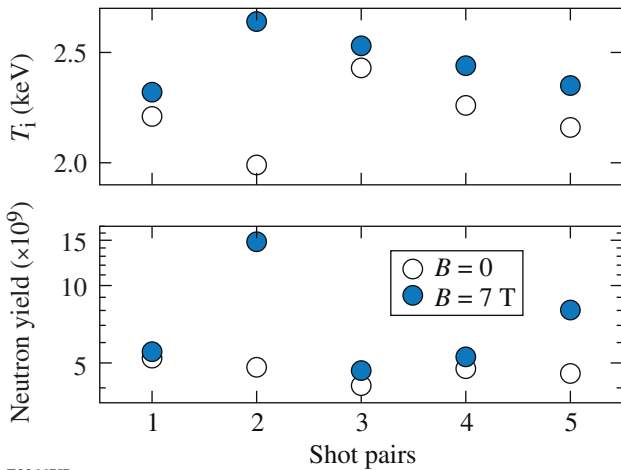 T_i (keV)
2.5
2.0
Neutron yield (×10⁹)
15
10
5
B = 0
B = 7 T
1 2 3 4 5
Shot pairs